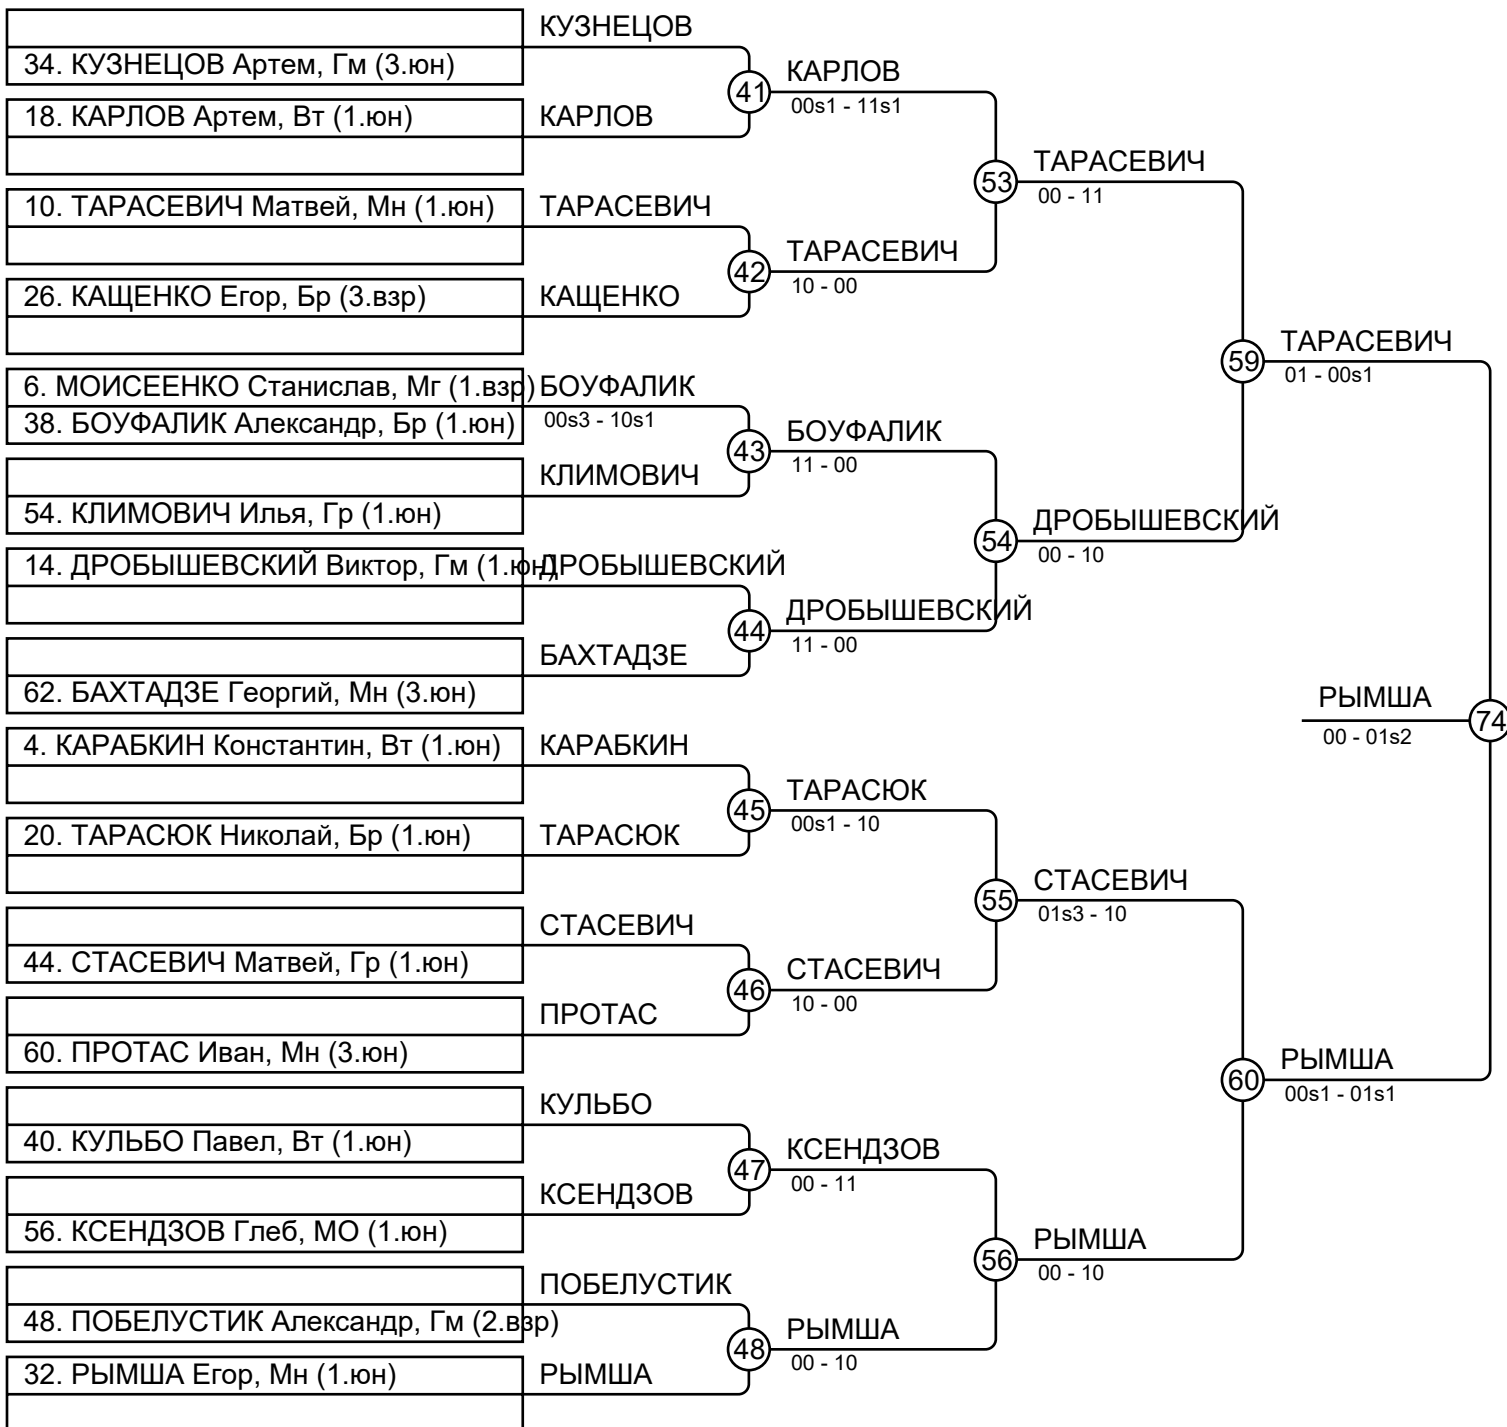 КУЗНЕЦОВ
34. КУЗНЕЦОВ Артем, Гм (3.юн)
41
КАРЛОВ
00s1 - 11s1
18. КАРЛОВ Артем, Вт (1.юн)
КАРЛОВ
53
ТАРАСЕВИЧ
00 - 11
10. ТАРАСЕВИЧ Матвей, Мн (1.юн)
ТАРАСЕВИЧ
42
ТАРАСЕВИЧ
10 - 00
26. КАЩЕНКО Егор, Бр (3.взр)
КАЩЕНКО
59
ТАРАСЕВИЧ
01 - 00s1
6. МОИСЕЕНКО Станислав, Мг (1.взр)
БОУФАЛИК
38. БОУФАЛИК Александр, Бр (1.юн)
00s3 - 10s1
43
БОУФАЛИК
11 - 00
КЛИМОВИЧ
54. КЛИМОВИЧ Илья, Гр (1.юн)
54
ДРОБЫШЕВСКИЙ
00 - 10
14. ДРОБЫШЕВСКИЙ Виктор, Гм (1.юн)
ДРОБЫШЕВСКИЙ
44
ДРОБЫШЕВСКИЙ
11 - 00
БАХТАДЗЕ
62. БАХТАДЗЕ Георгий, Мн (3.юн)
РЫМША
74
00 - 01s2
4. КАРАБКИН Константин, Вт (1.юн)
КАРАБКИН
45
ТАРАСЮК
00s1 - 10
20. ТАРАСЮК Николай, Бр (1.юн)
ТАРАСЮК
55
СТАСЕВИЧ
01s3 - 10
СТАСЕВИЧ
44. СТАСЕВИЧ Матвей, Гр (1.юн)
46
СТАСЕВИЧ
10 - 00
ПРОТАС
60. ПРОТАС Иван, Мн (3.юн)
60
РЫМША
00s1 - 01s1
КУЛЬБО
40. КУЛЬБО Павел, Вт (1.юн)
47
КСЕНДЗОВ
00 - 11
КСЕНДЗОВ
56. КСЕНДЗОВ Глеб, МО (1.юн)
56
РЫМША
00 - 10
ПОБЕЛУСТИК
48. ПОБЕЛУСТИК Александр, Гм (2.взр)
48
РЫМША
00 - 10
32. РЫМША Егор, Мн (1.юн)
РЫМША